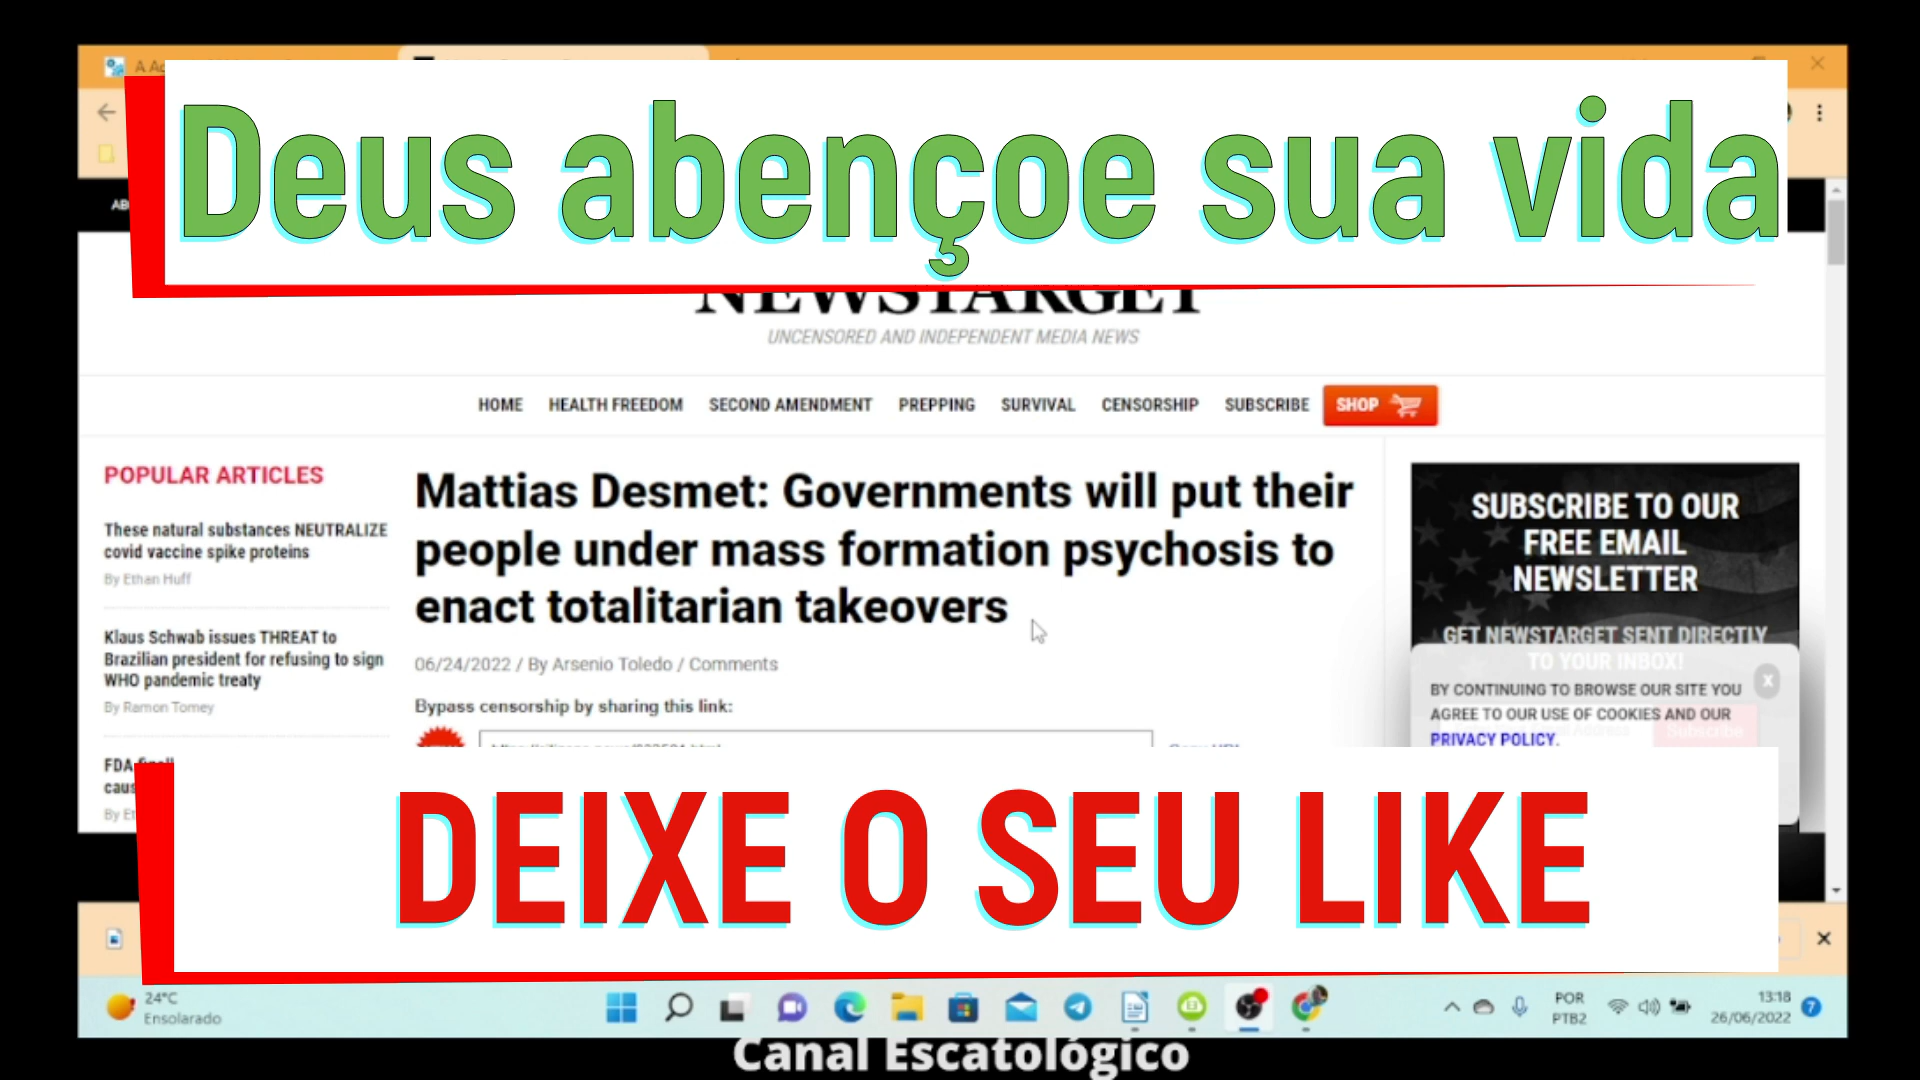 Deus abençoe sua vida
NEWSTARGET
UNCENSORED AND INDEPENDENT MEDIA NEWS
HOME HEALTH FREEDOM SECOND AMENDMENT PREPPING SURVIVAL CENSORSHIP SUBSCRIBE SHOP
POPULAR ARTICLES
These natural substances NEUTRALIZE
covid vaccine spike proteins
By Ethan Huff
Klaus Schwab issues THREAT to
Brazilian president for refusing to sign
WHO pandemic treaty
By Ramon Tomey
FDA
By
Mattias Desmet: Governments will put their
people under mass formation psychosis to
enact totalitarian takeovers
06/24/2022 / By Arsenio Toledo / Comments
Bypass censorship by sharing this link:
SUBSCRIBE TO OUR
FREE EMAIL
NEWSLETTER
GET NEWSTARGET SENT DIRECTLY
TO YOUR INBOX!
BY CONTINUING TO BROWSE OUR SITE YOU
AGREE TO OUR USE OF COOKIES AND OUR
PRIVACY POLICY.
Subscribe
DEIXE O SEU LIKE
24°C
Ensolarado
POR
PTB2
13:18
26/06/2022
7
Canal Escatológico